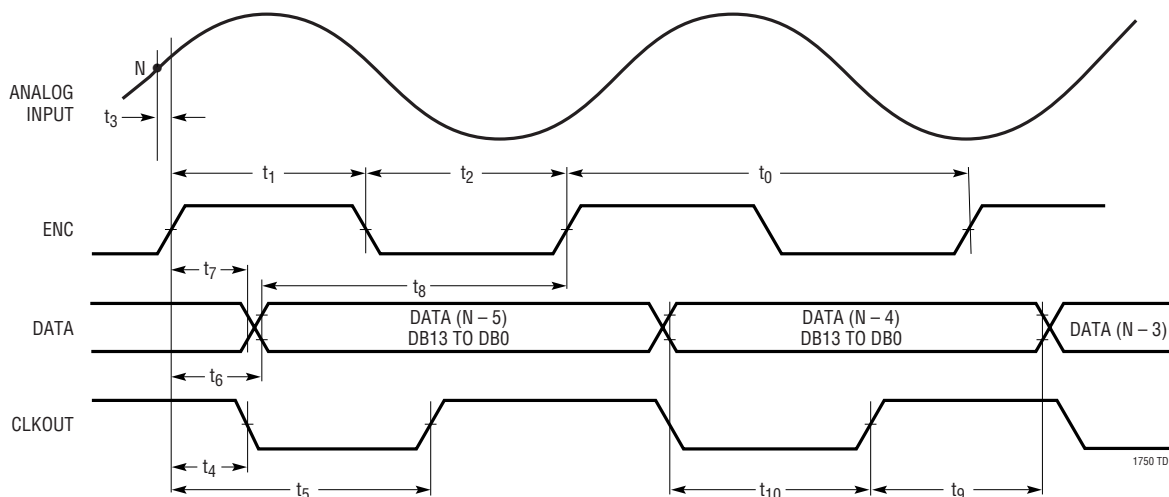 N
ANALOG
INPUT
t3
t1
t2
t0
ENC
t7
t8
DATA
DATA (N – 5)
DB13 TO DB0
DATA (N – 4)
DB13 TO DB0
DATA (N – 3)
t6
CLKOUT
t4
t5
t10
t9
1750 TD